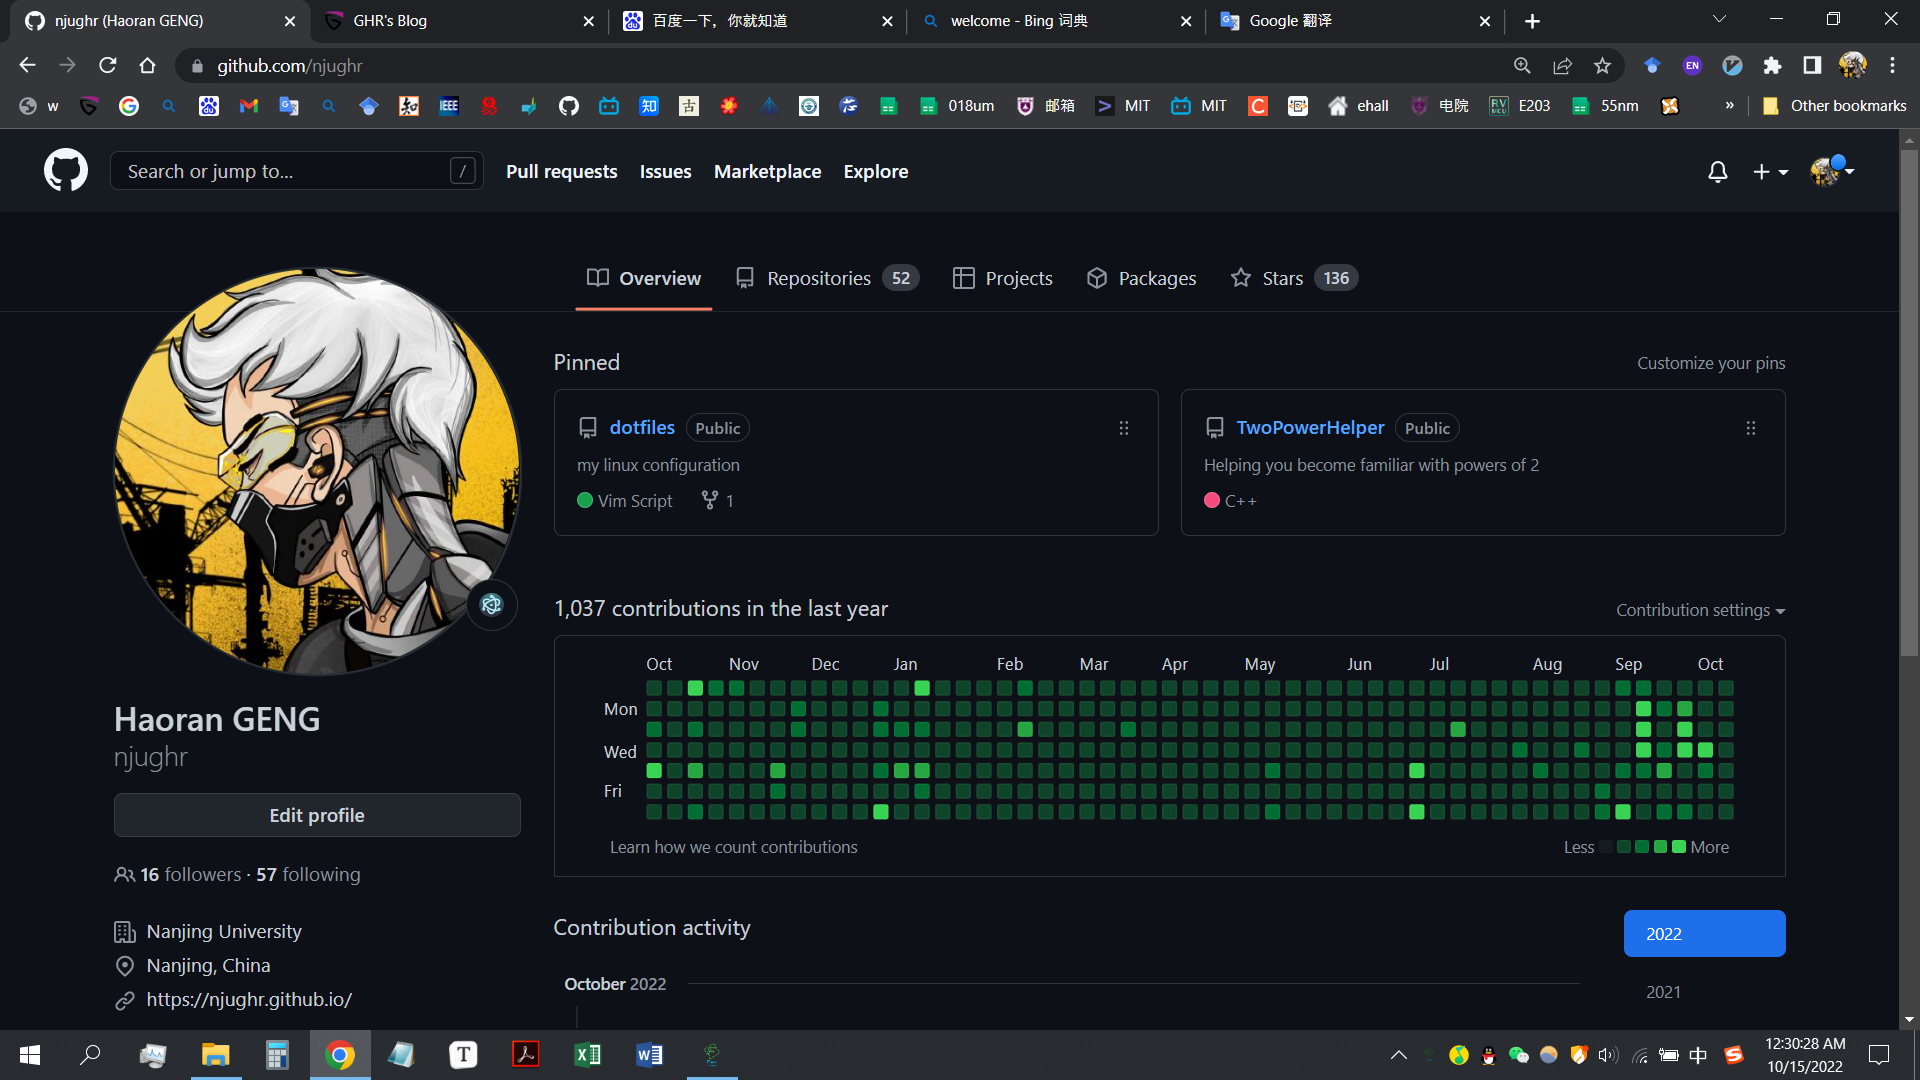 njughr (Haoran GENG)
GHR's Blog
百度一下，你就知道
welcome - Bing 词典
Google 翻译
github.com/njughr
EN
w
G
du
IEEE
知
古
018um
邮箱
MIT
MIT
C
ehall
电院
RV MCU
E203
55nm
»
Other bookmarks
Search or jump to...
/
Pull requests
Issues
Marketplace
Explore
Overview
Repositories 52
Projects
Packages
Stars 136
Pinned
Customize your pins
dotfiles Public
my linux configuration
Vim Script 1
TwoPowerHelper Public
Helping you become familiar with powers of 2
C++
1,037 contributions in the last year
Contribution settings
Oct Nov Dec Jan Feb Mar Apr May Jun Jul Aug Sep Oct
Mon
Wed
Fri
Learn how we count contributions
Less More
Haoran GENG
njughr
Edit profile
16 followers · 57 following
Nanjing University
Nanjing, China
https://njughr.github.io/
Contribution activity
2022
October 2022
2021
T
中
S
12:30:28 AM
10/15/2022